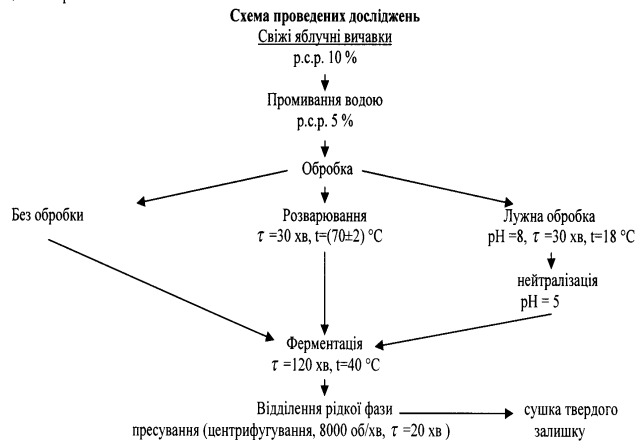 Схема проведених досліджень
Свіжі яблучні вичавки
р.с.р. 10 %
Промивання водою
р.с.р. 5 %
Обробка
Без обробки
Розварювання
τ =30 хв, t=(70±2) °С
Лужна обробка
рН =8, τ =30 хв, t=18 °С
нейтралізація
рН = 5
Ферментація
τ =120 хв, t=40 °С
Відділення рідкої фази
пресування (центрифугування, 8000 об/хв, τ =20 хв )
сушка твердого
залишку